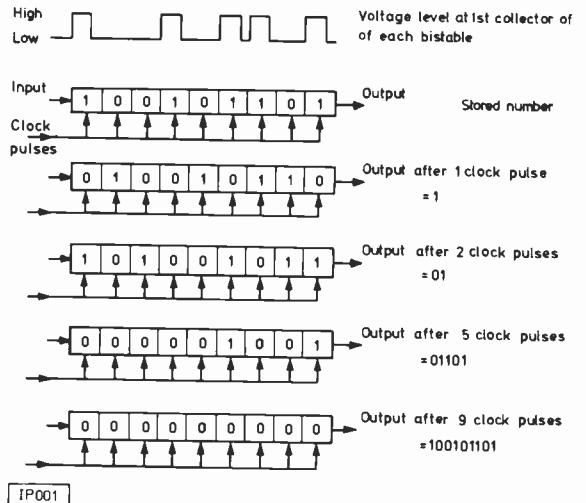 High
Low
Voltage level at 1st collector of
of each bistable
Input
1 0 0 1 0 1 1 0 1
Output
Stored number
Clock
pulses
0 1 0 0 1 0 1 1 0
Output after 1 clock pulse
=1
1 0 1 0 0 1 0 1 1
Output after 2 clock pulses
=01
0 0 0 0 0 1 0 0 1
Output after 5 clock pulses
=01101
0 0 0 0 0 0 0 0 0
Output after 9 clock pulses
=100101101
IP001